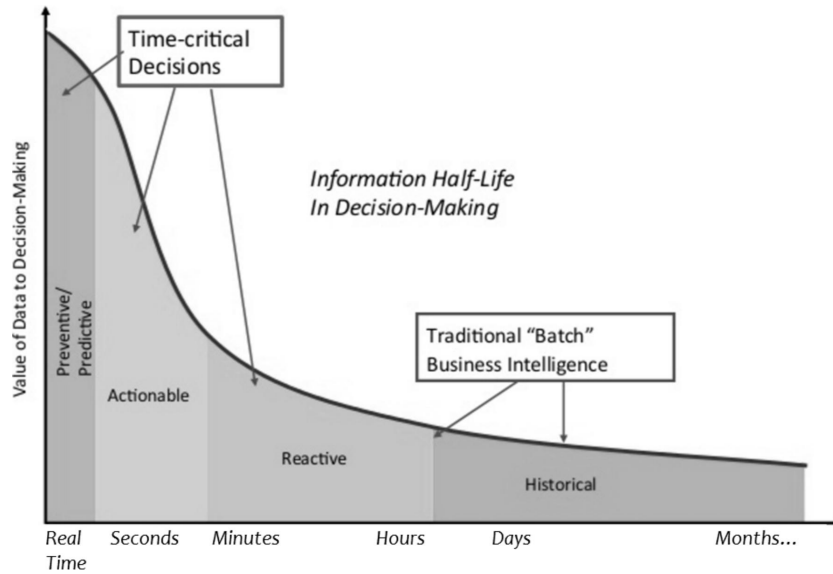 Time-critical
Decisions
Information Half-Life
In Decision-Making
Traditional “Batch”
Business Intelligence
Value of Data to Decision-Making
Preventive/
Predictive
Actionable
Reactive
Historical
Real Time
Seconds
Minutes
Hours
Days
Months...